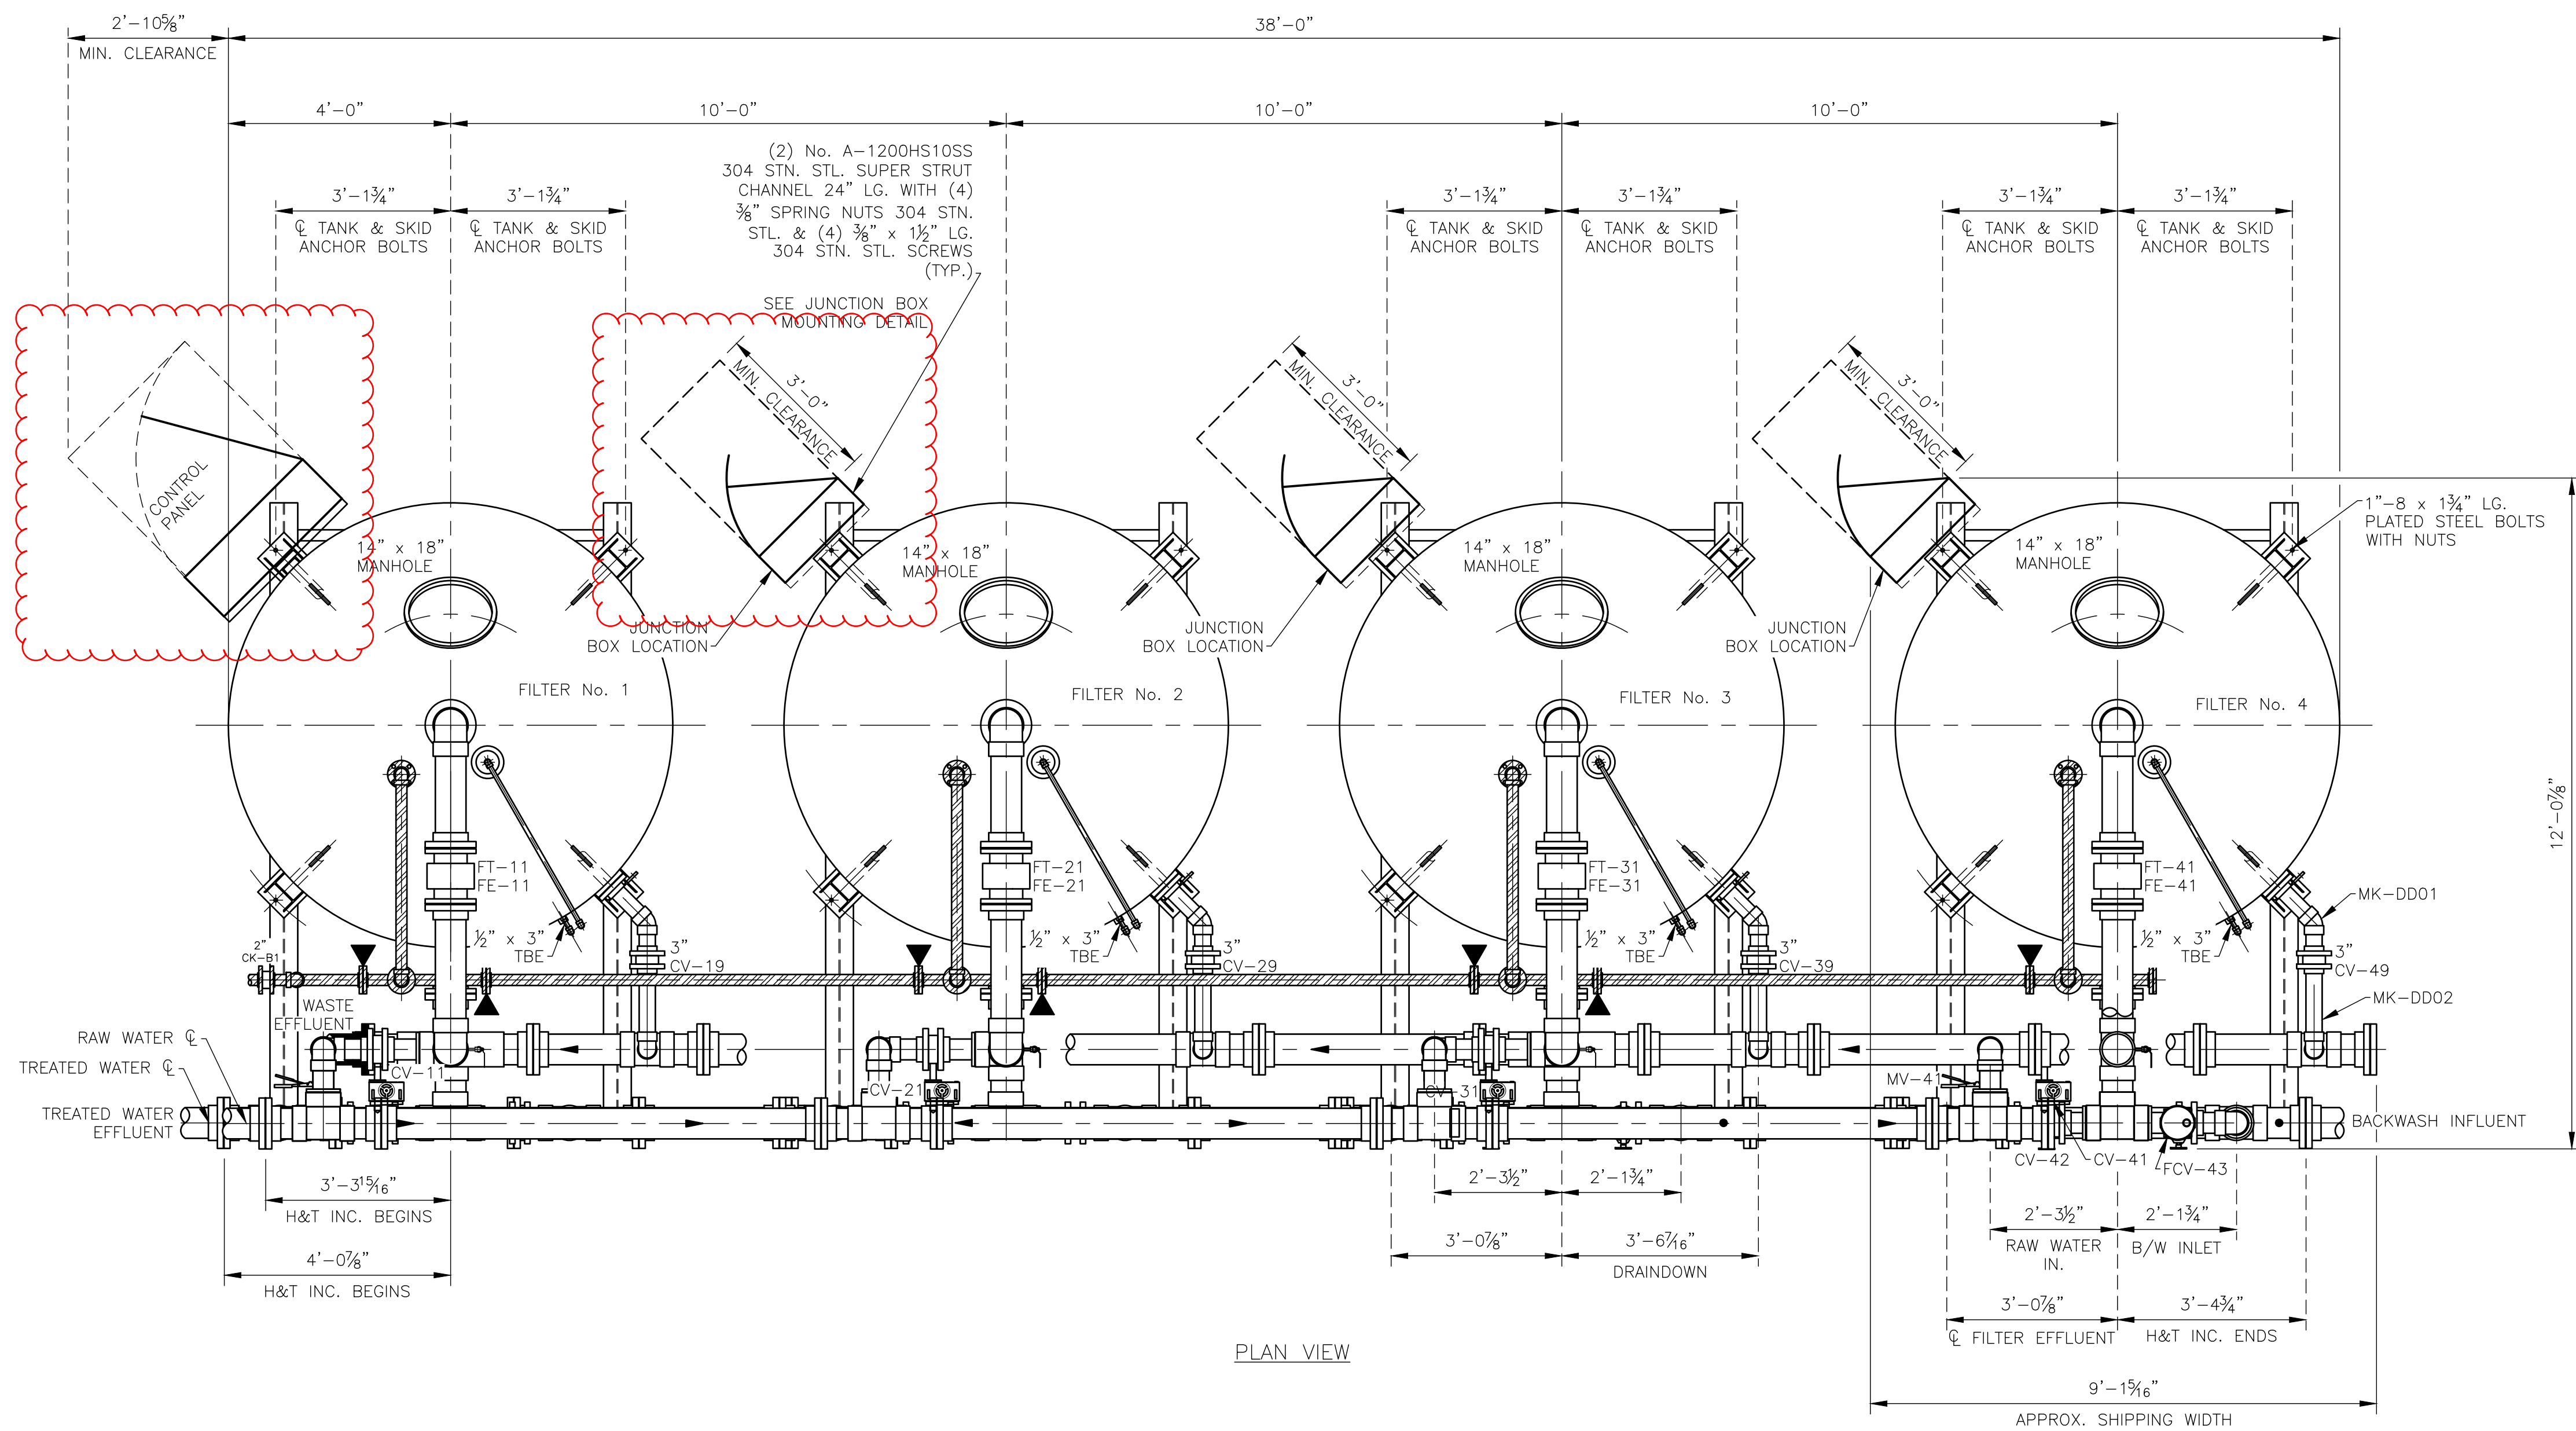 2'-10⅝"
MIN. CLEARANCE
38'-0"
4'-0"
10'-0"
10'-0"
10'-0"
(2) No. A-1200HS10SS
304 STN. STL. SUPER STRUT
CHANNEL 24" LG. WITH (4)
⅜" SPRING NUTS 304 STN.
STL. & (4) ⅜" x 1½" LG.
304 STN. STL. SCREWS
(TYP.)
SEE JUNCTION BOX
MOUNTING DETAIL
3'-1¾"
℄ TANK & SKID
ANCHOR BOLTS
3'-1¾"
℄ TANK & SKID
ANCHOR BOLTS
3'-1¾"
℄ TANK & SKID
ANCHOR BOLTS
3'-1¾"
℄ TANK & SKID
ANCHOR BOLTS
3'-1¾"
℄ TANK & SKID
ANCHOR BOLTS
3'-1¾"
℄ TANK & SKID
ANCHOR BOLTS
CONTROL
PANEL
3'-0"
MIN. CLEARANCE
3'-0"
MIN. CLEARANCE
3'-0"
MIN. CLEARANCE
1"-8 x 1¾" LG.
PLATED STEEL BOLTS
WITH NUTS
14" x 18"
MANHOLE
14" x 18"
MANHOLE
14" x 18"
MANHOLE
14" x 18"
MANHOLE
JUNCTION
BOX LOCATION
JUNCTION
BOX LOCATION
JUNCTION
BOX LOCATION
FILTER No. 1
FILTER No. 2
FILTER No. 3
FILTER No. 4
12'-0⅞"
FT-11
FE-11
FT-21
FE-21
FT-31
FE-31
FT-41
FE-41
MK-DD01
2"
CK-B1
½" x 3"
TBE
3"
CV-19
½" x 3"
TBE
3"
CV-29
½" x 3"
TBE
3"
CV-39
½" x 3"
TBE
3"
CV-49
MK-DD02
WASTE
EFFLUENT
RAW WATER ℄
TREATED WATER ℄
TREATED WATER
EFFLUENT
CV-11
CV-21
CV-31
MV-41
BACKWASH INFLUENT
CV-42
CV-41
FCV-43
3'-3¹⁵⁄₁₆"
H&T INC. BEGINS
4'-0⅞"
H&T INC. BEGINS
2'-3½"
2'-1¾"
3'-0⅞"
3'-6⁷⁄₁₆"
DRAINDOWN
2'-3½"
RAW WATER
IN.
2'-1¾"
B/W INLET
3'-0⅞"
℄ FILTER EFFLUENT
3'-4¾"
H&T INC. ENDS
PLAN VIEW
9'-1⁵⁄₁₆"
APPROX. SHIPPING WIDTH